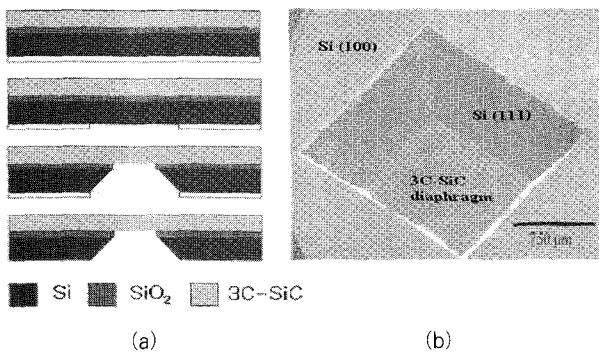 Si (100)
Si (111)
3C-SiC
diaphragm
750 μm
Si SiO₂ 3C-SiC
(a) (b)